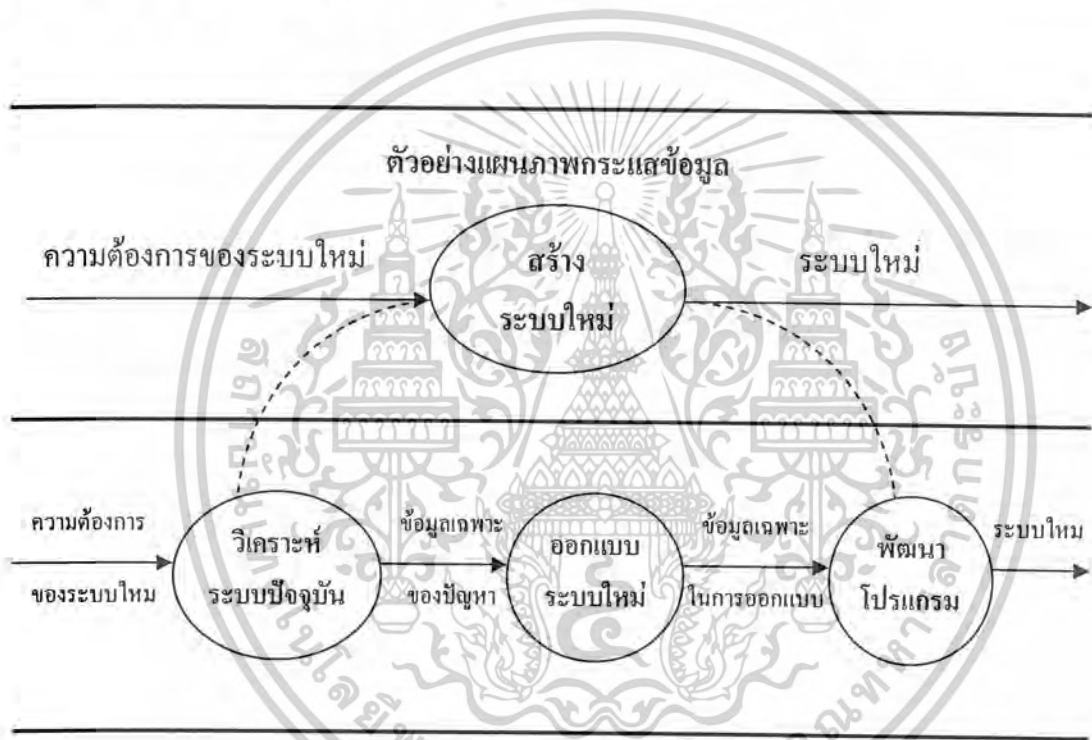 ตัวอย่างแผนภาพกระแสข้อมูล
ความต้องการของระบบใหม่
สร้าง
ระบบใหม่
ระบบใหม่
ความต้องการ
ของระบบใหม
วิเคราะห์
ระบบปัจจุบัน
ข้อมูลเฉพาะ
ของปัญหา
ออกแบบ
ระบบใหม่
ข้อมูลเฉพาะ
ในการออกแบบ
พัฒนา
โปรแกรม
ระบบใหม